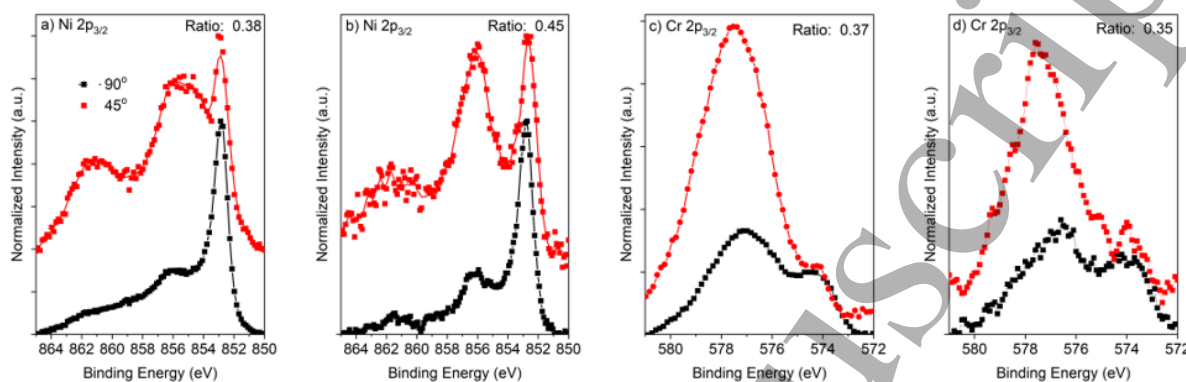 a) Ni 2p3/2 Ratio: 0.38
- 90°
45°
Normalized Intensity (a.u.)
864 862 860 858 856 854 852 850
Binding Energy (eV)
b) Ni 2p3/2 Ratio: 0.45
Normalized Intensity (a.u.)
864 862 860 858 856 854 852 850
Binding Energy (eV)
c) Cr 2p3/2 Ratio: 0.37
Normalized Intensity (a.u.)
580 578 576 574 572
Binding Energy (eV)
d) Cr 2p3/2 Ratio: 0.35
Normalized Intensity (a.u.)
580 578 576 574 572
Binding Energy (eV)
uscrip